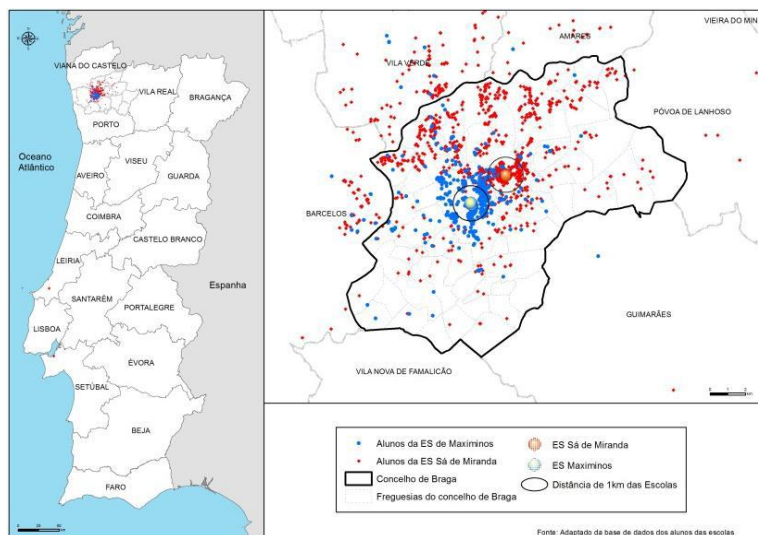 VIANA DO CASTELO
VILA REAL
BRAGANÇA
PORTO
Oceano
Atlântico
VISEU
AVEIRO
GUARDA
COIMBRA
CASTELO BRANCO
LEIRIA
Espanha
SANTARÉM
PORTALEGRE
LISBOA
ÉVORA
SETÚBAL
BEJA
FARO
VIEIRA DO MIN
AMARES
VILA VERDE
PÓVOA DE LANHOSO
BARCELOS
GUIMARÃES
VILA NOVA DE FAMALICÃO
0 1 2
km
Alunos da ES de Maximinos
Alunos da ES Sá de Miranda
Concelho de Braga
Freguesias do concelho de Braga
ES Sá de Miranda
ES Maximinos
Distância de 1km das Escolas
Fonte: Adaptado da base de dados dos alunos das escolas